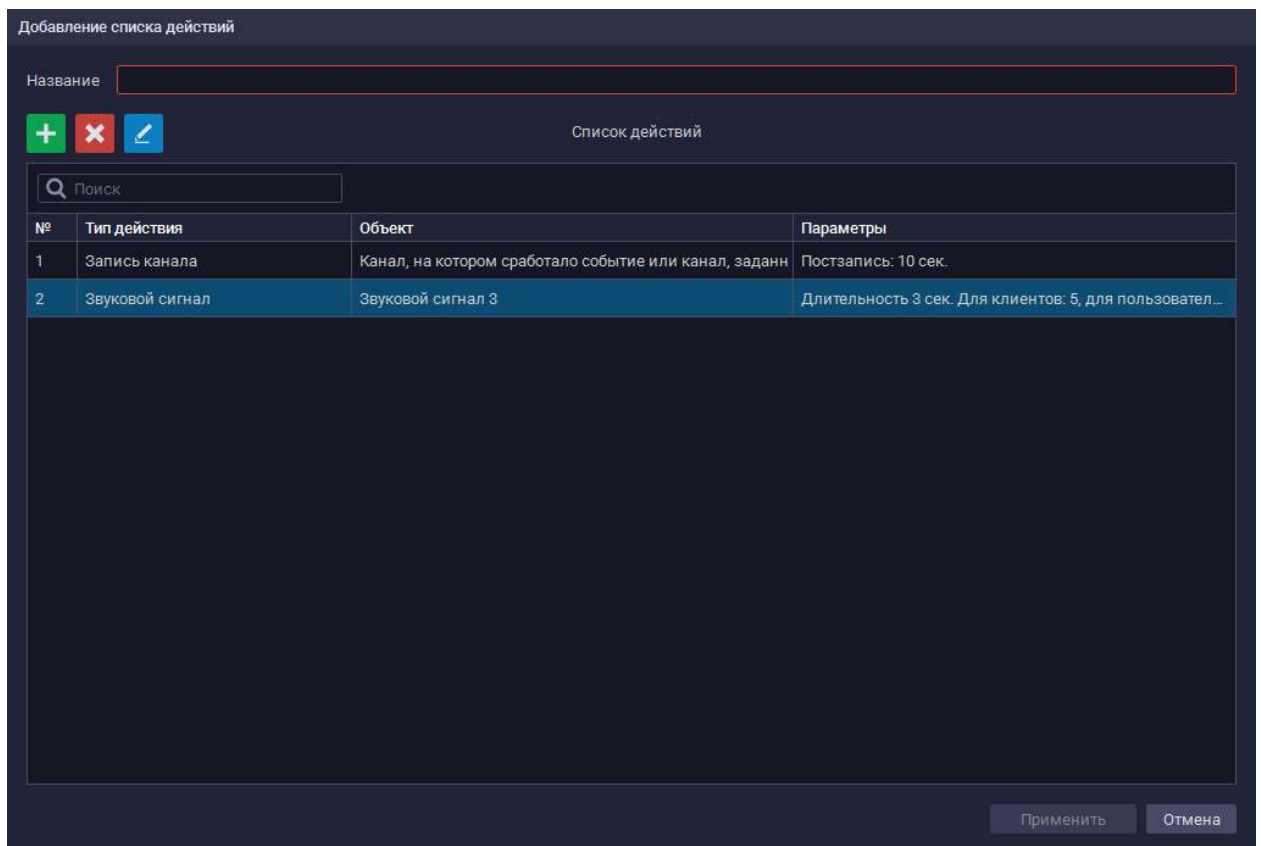 Добавление списка действий
Название
Список действий
Поиск
№ Тип действия Объект Параметры
1 Запись канала Канал, на котором сработало событие или канал, заданн Постзапись: 10 сек.
2 Звуковой сигнал Звуковой сигнал 3 Длительность 3 сек. Для клиентов: 5, для пользовател...
Применить Отмена